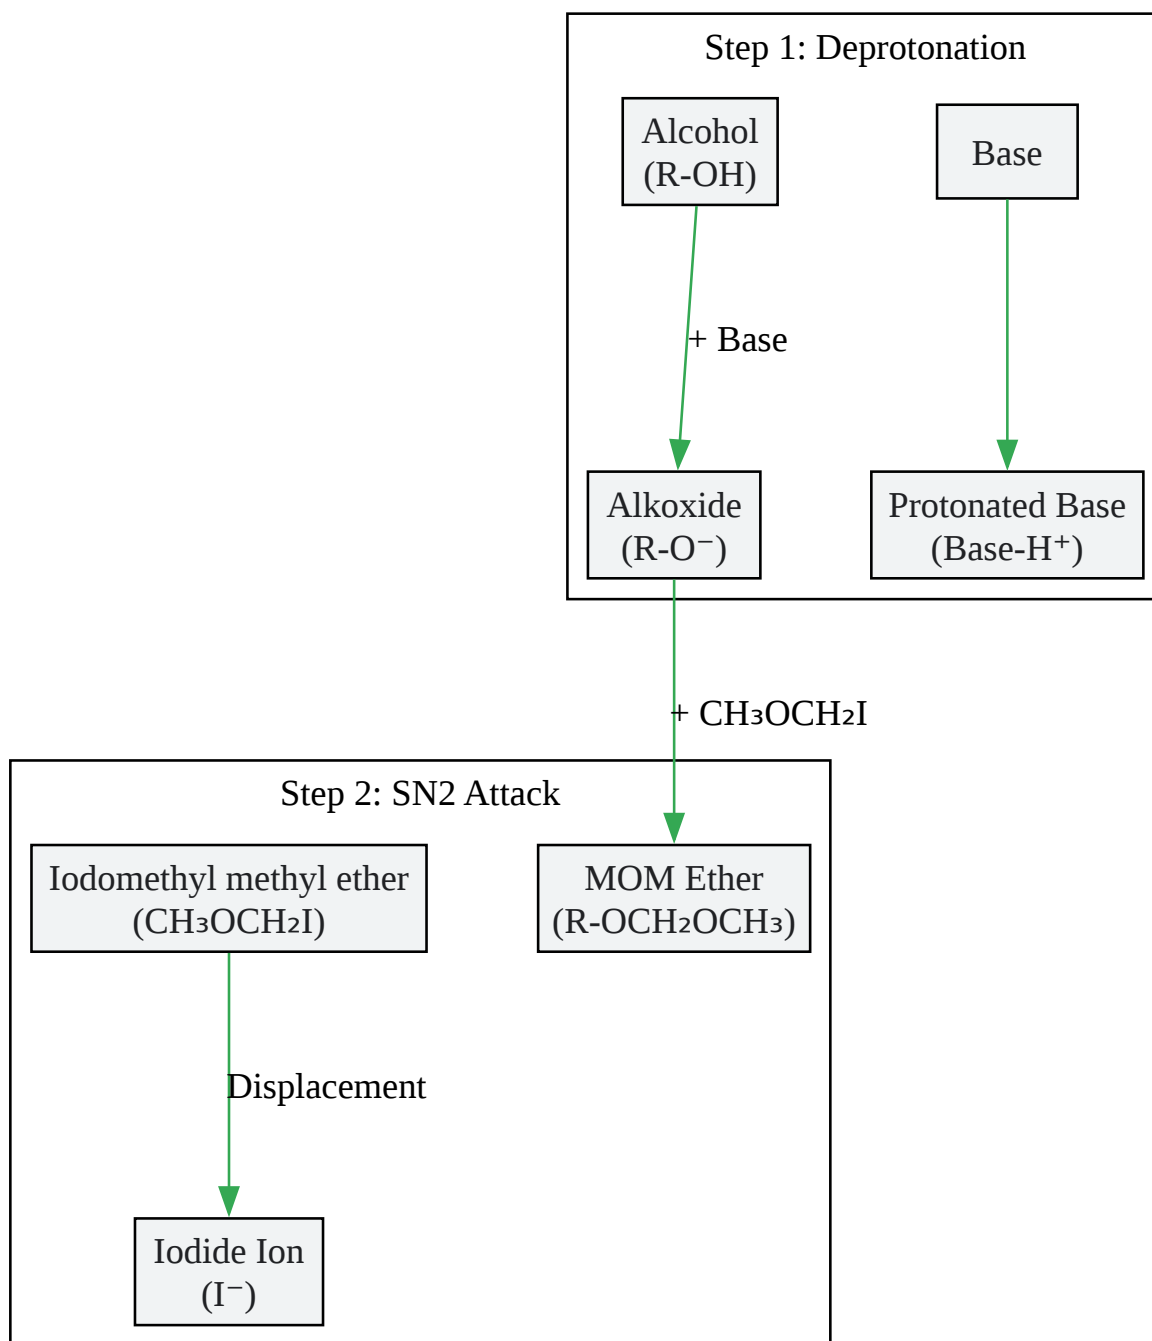 Step 1: Deprotonation
Alcohol
(R-OH)
Base
+ Base
Alkoxide
(R-O⁻)
Protonated Base
(Base-H⁺)
+ CH₃OCH₂I
Step 2: SN2 Attack
Iodomethyl methyl ether
(CH₃OCH₂I)
MOM Ether
(R-OCH₂OCH₃)
Displacement
Iodide Ion
(I⁻)